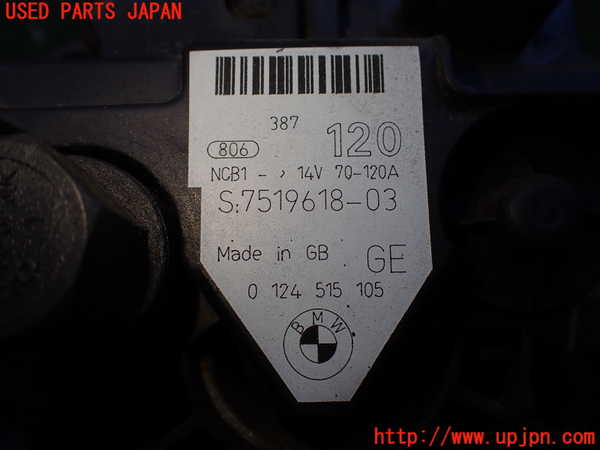 USED PARTS JAPAN
387
806
120
NCB1 - › 14V 70-120A
S:7519618-03
Made in GB GE
0 124 515 105
BMW
UPJ - http://www.upjpn.com